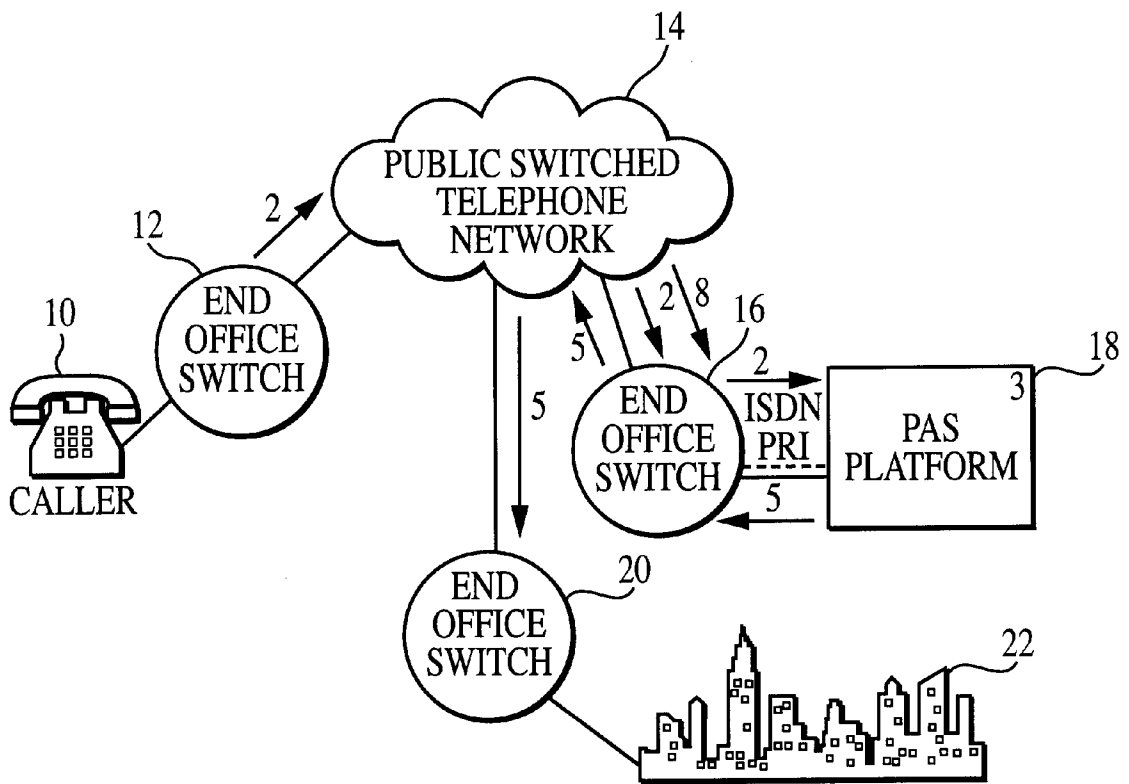 14
PUBLIC SWITCHED
TELEPHONE
NETWORK
2
12
END
OFFICE
SWITCH
10
CALLER
5
5
2
8
16
END
OFFICE
SWITCH
2
ISDN
PRI
5
18
3
PAS
PLATFORM
END
OFFICE
SWITCH
20
22